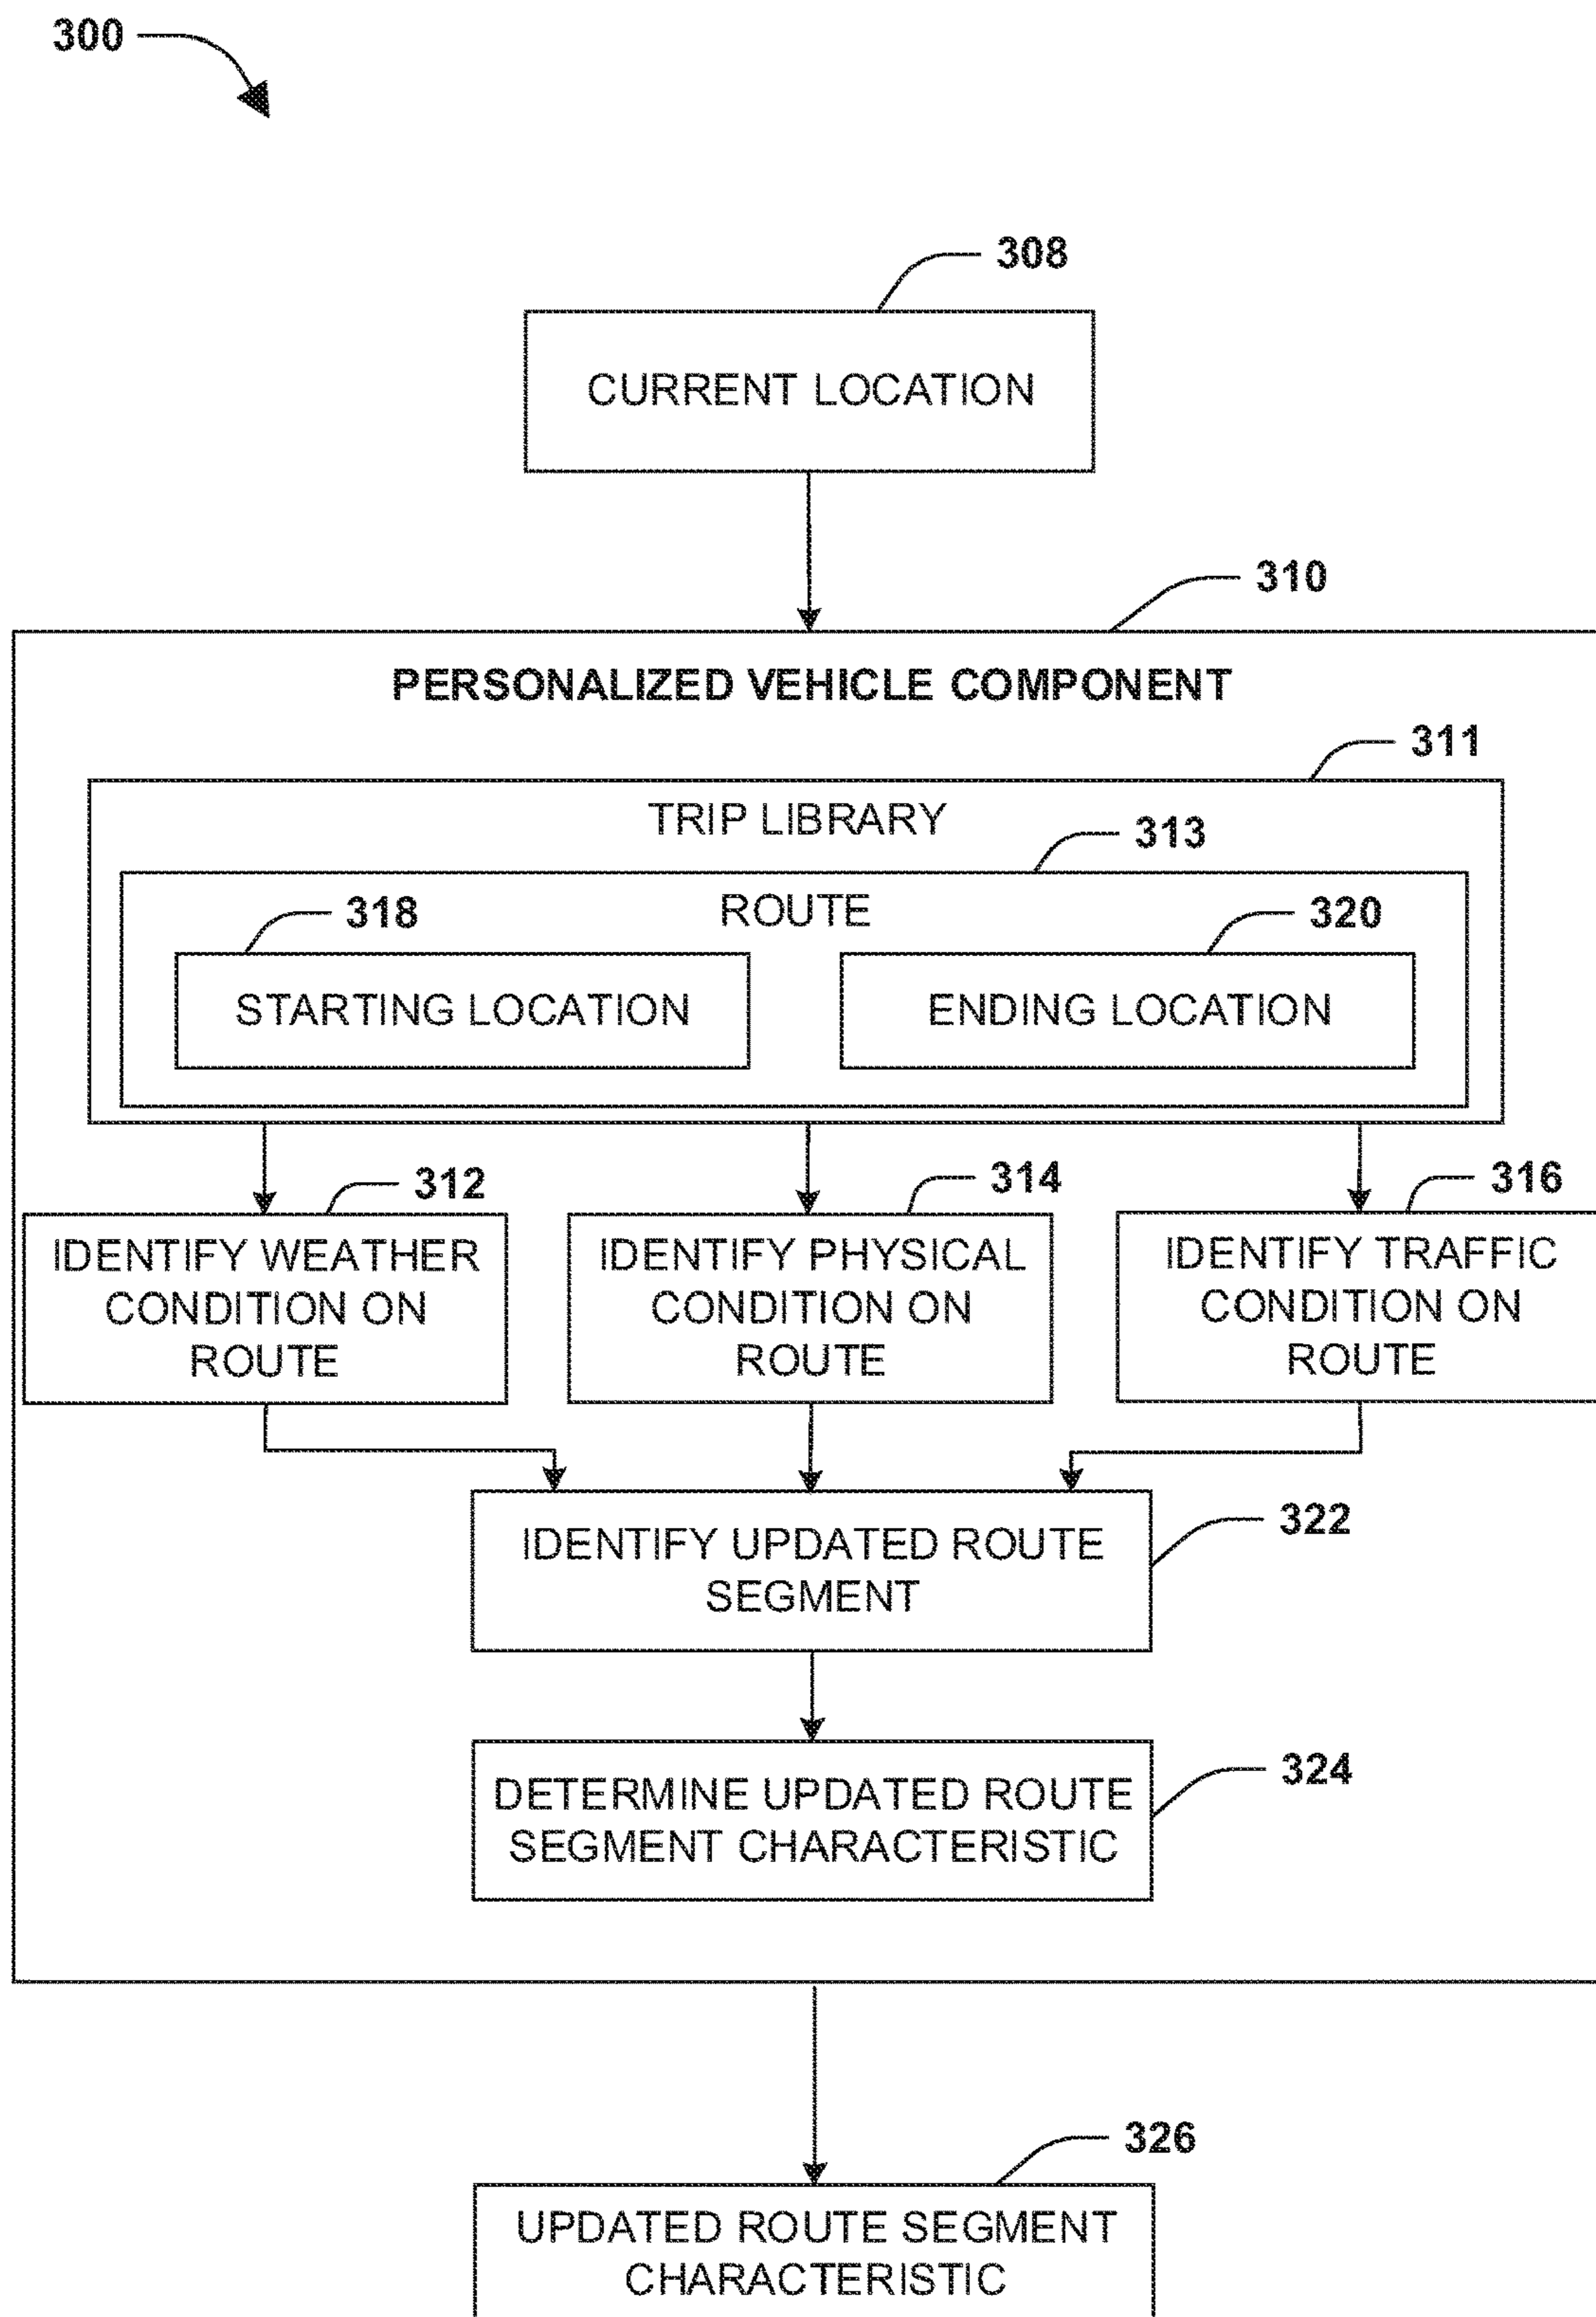 300
308
CURRENT LOCATION
310
PERSONALIZED VEHICLE COMPONENT
311
TRIP LIBRARY
313
ROUTE
318
320
STARTING LOCATION
ENDING LOCATION
312
314
316
IDENTIFY WEATHER
CONDITION ON
ROUTE
IDENTIFY PHYSICAL
CONDITION ON
ROUTE
IDENTIFY TRAFFIC
CONDITION ON
ROUTE
322
IDENTIFY UPDATED ROUTE
SEGMENT
324
DETERMINE UPDATED ROUTE
SEGMENT CHARACTERISTIC
326
UPDATED ROUTE SEGMENT
CHARACTERISTIC